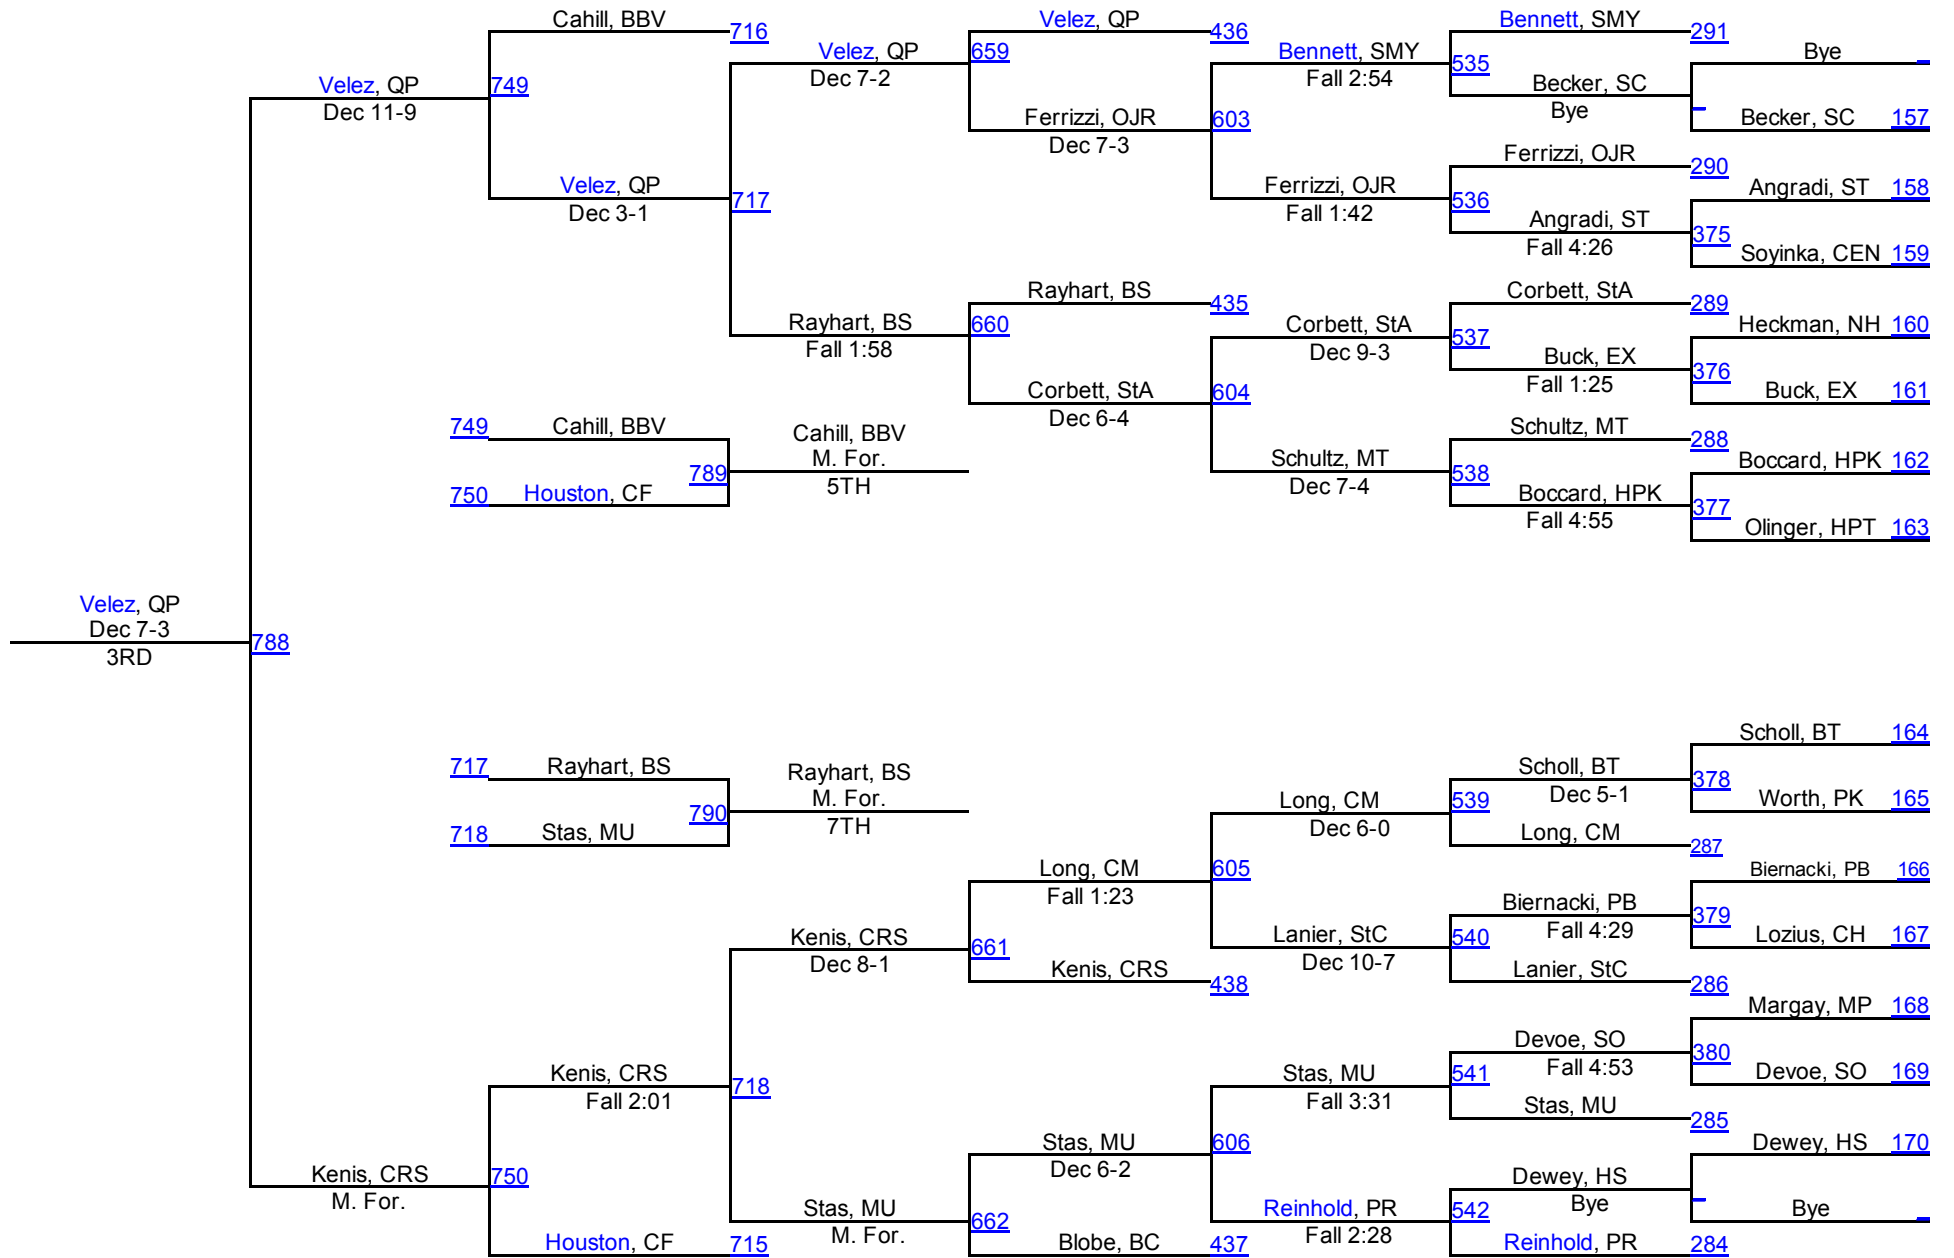 Cahill, BBV
716
Velez, QP
Dec 11-9
749
Velez, QP
Dec 3-1
717
Velez, QP
Dec 7-2
659
Velez, QP
436
Ferrizzi, OJR
Dec 7-3
603
Bennett, SMY
Fall 2:54
535
Bennett, SMY
291
Becker, SC
Bye
Bye
Becker, SC 157
Ferrizzi, OJR
Fall 1:42
536
Ferrizzi, OJR
290
Angradi, ST
Fall 4:26
375
Angradi, ST 158
Soyinka, CEN 159
Rayhart, BS
Fall 1:58
660
Rayhart, BS
435
Corbett, StA
Dec 6-4
604
Corbett, StA
Dec 9-3
537
Corbett, StA
289
Buck, EX
Fall 1:25
376
Heckman, NH 160
Buck, EX 161
Schultz, MT
Dec 7-4
538
Schultz, MT
288
Boccard, HPK
Fall 4:55
377
Boccard, HPK 162
Olinger, HPT 163
749 Cahill, BBV
750 Houston, CF
789
Cahill, BBV
M. For.
5TH
Velez, QP
Dec 7-3
3RD
788
717 Rayhart, BS
718 Stas, MU
790
Rayhart, BS
M. For.
7TH
Long, CM
Fall 1:23
605
Long, CM
Dec 6-0
539
Scholl, BT
Dec 5-1
378
Scholl, BT 164
Worth, PK 165
Long, CM
287
Lanier, StC
Dec 10-7
540
Biernacki, PB
Fall 4:29
379
Biernacki, PB 166
Lozius, CH 167
Lanier, StC
286
Kenis, CRS
Dec 8-1
661
Kenis, CRS
438
Kenis, CRS
Fall 2:01
718
Stas, MU
Fall 3:31
541
Devoe, SO
Fall 4:53
380
Margay, MP 168
Devoe, SO 169
Stas, MU
285
Stas, MU
Dec 6-2
606
Kenis, CRS
M. For.
750
Stas, MU
M. For.
662
Reinhold, PR
Fall 2:28
542
Dewey, HS
Bye
Dewey, HS 170
Bye
Houston, CF
715
Blobe, BC
437
Reinhold, PR
284